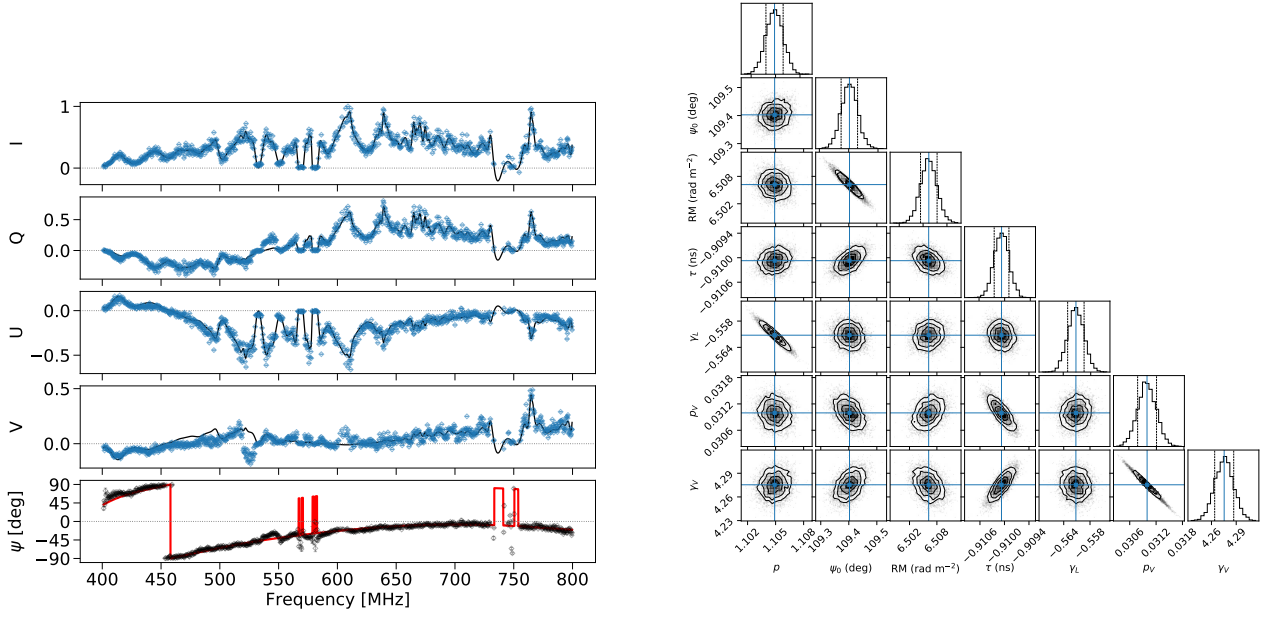 1
0
I
0.5
0.0
Q
0.0
−0.5
U
0.5
0.0
V
90
45
0
−45
−90
ψ [deg]
400 450 500 550 600 650 700 750 800
Frequency [MHz]
109.5
109.4
109.3
ψ0 (deg)
6.508
6.502
RM (rad m−2)
−0.9094
−0.9100
−0.9106
τ (ns)
−0.558
−0.564
γL
0.0318
0.0312
0.0306
pV
4.29
4.26
4.23
γV
1.102 1.105 1.108
p
109.3 109.4 109.5
ψ0 (deg)
6.502 6.508
RM (rad m−2)
−0.9106 −0.9100 −0.9094
τ (ns)
−0.564 −0.558
γL
0.0306 0.0312 0.0318
pV
4.26 4.29
γV